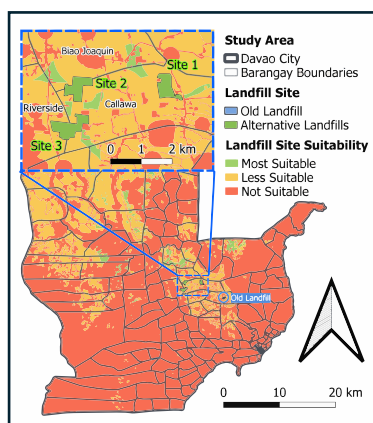 Biao Joaquin
Site 1
Site 2
Riverside
Callawa
Site 3
0 1 2 km
Study Area
Davao City
Barangay Boundaries
Landfill Site
Old Landfill
Alternative Landfills
Landfill Site Suitability
Most Suitable
Less Suitable
Not Suitable
Old Landfill
0 10 20 km